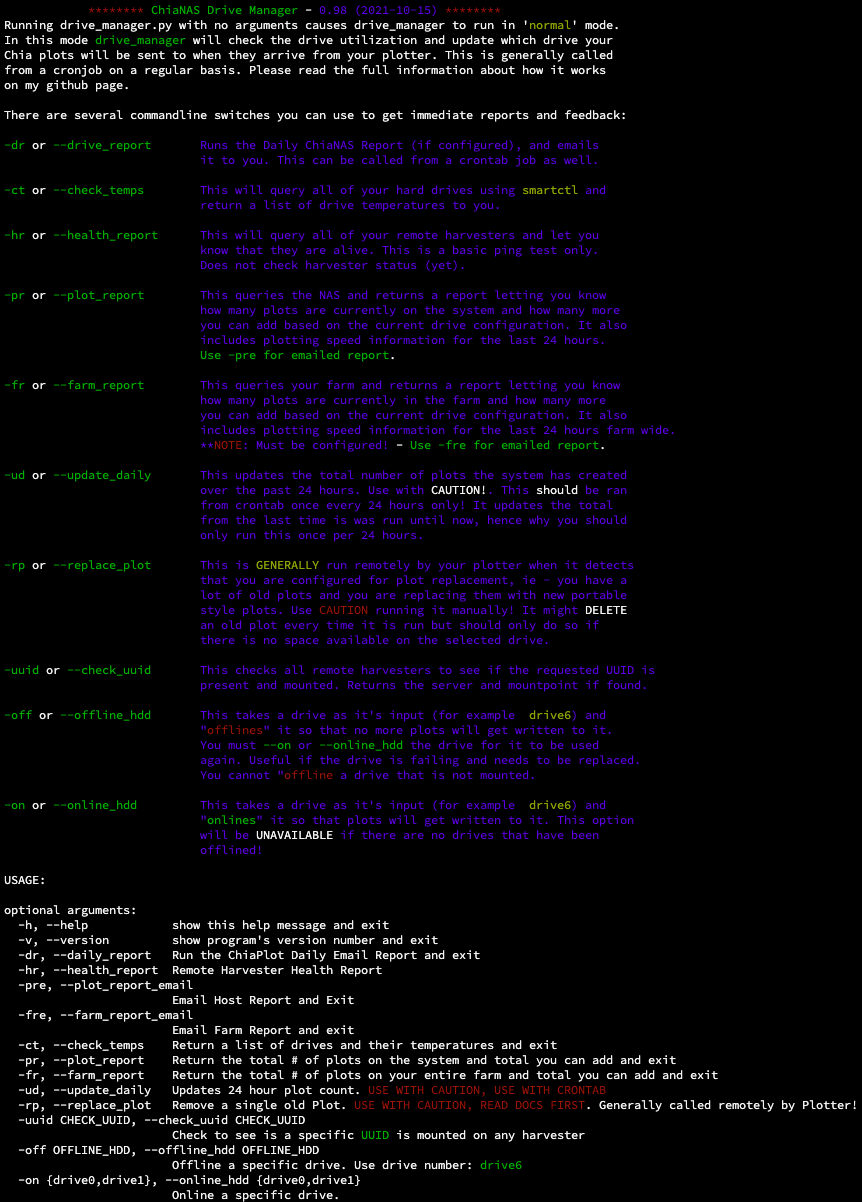 ******** ChiaNAS Drive Manager - 0.98 (2021-10-15) ********
Running drive_manager.py with no arguments causes drive_manager to run in 'normal' mode.
In this mode drive_manager will check the drive utilization and update which drive your
Chia plots will be sent to when they arrive from your plotter. This is generally called
from a cronjob on a regular basis. Please read the full information about how it works
on my github page.
There are several commandline switches you can use to get immediate reports and feedback:
-dr or --drive_report Runs the Daily ChiaNAS Report (if configured), and emails
it to you. This can be called from a crontab job as well.
-ct or --check_temps This will query all of your hard drives using smartctl and
return a list of drive temperatures to you.
-hr or --health_report This will query all of your remote harvesters and let you
know that they are alive. This is a basic ping test only.
Does not check harvester status (yet).
-pr or --plot_report This queries the NAS and returns a report letting you know
how many plots are currently on the system and how many more
you can add based on the current drive configuration. It also
includes plotting speed information for the last 24 hours.
Use -pre for emailed report.
-fr or --farm_report This queries your farm and returns a report letting you know
how many plots are currently in the farm and how many more
you can add based on the current drive configuration. It also
includes plotting speed information for the last 24 hours farm wide.
**NOTE: Must be configured! - Use -fre for emailed report.
-ud or --update_daily This updates the total number of plots the system has created
over the past 24 hours. Use with CAUTION!. This should be ran
from crontab once every 24 hours only! It updates the total
from the last time is was run until now, hence why you should
only run this once per 24 hours.
-rp or --replace_plot This is GENERALLY run remotely by your plotter when it detects
that you are configured for plot replacement, ie - you have a
lot of old plots and you are replacing them with new portable
style plots. Use CAUTION running it manually! It might DELETE
an old plot every time it is run but should only do so if
there is no space available on the selected drive.
-uuid or --check_uuid This checks all remote harvesters to see if the requested UUID is
present and mounted. Returns the server and mountpoint if found.
-off or --offline_hdd This takes a drive as it's input (for example  drive6) and
"offlines" it so that no more plots will get written to it.
You must --on or --online_hdd the drive for it to be used
again. Useful if the drive is failing and needs to be replaced.
You cannot "offline a drive that is not mounted.
-on or --online_hdd This takes a drive as it's input (for example  drive6) and
"onlines" it so that plots will get written to it. This option
will be UNAVAILABLE if there are no drives that have been
offlined!
USAGE:
optional arguments:
-h, --help show this help message and exit
-v, --version show program's version number and exit
-dr, --daily_report Run the ChiaPlot Daily Email Report and exit
-hr, --health_report Remote Harvester Health Report
-pre, --plot_report_email
Email Host Report and Exit
-fre, --farm_report_email
Email Farm Report and exit
-ct, --check_temps Return a list of drives and their temperatures and exit
-pr, --plot_report Return the total # of plots on the system and total you can add and exit
-fr, --farm_report Return the total # of plots on your entire farm and total you can add and exit
-ud, --update_daily Updates 24 hour plot count. USE WITH CAUTION, USE WITH CRONTAB
-rp, --replace_plot Remove a single old Plot. USE WITH CAUTION, READ DOCS FIRST. Generally called remotely by Plotter!
-uuid CHECK_UUID, --check_uuid CHECK_UUID
Check to see is a specific UUID is mounted on any harvester
-off OFFLINE_HDD, --offline_hdd OFFLINE_HDD
Offline a specific drive. Use drive number: drive6
-on {drive0,drive1}, --online_hdd {drive0,drive1}
Online a specific drive.